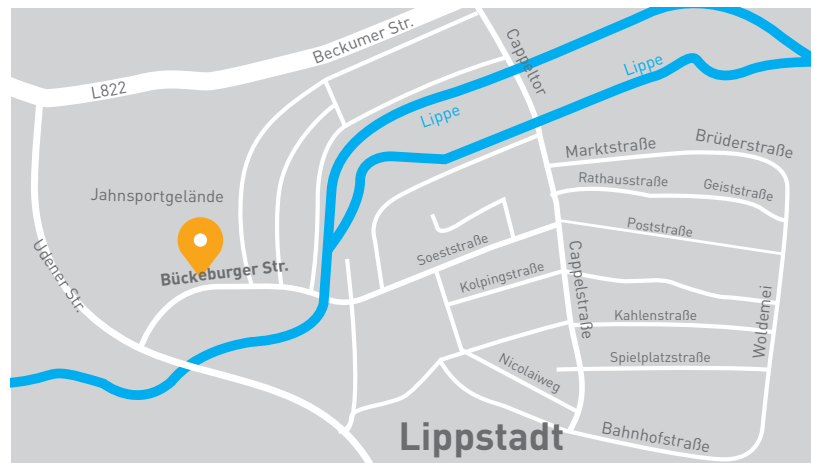 Beckumer Str.
Cappeltor
L822
Lippe
Lippe
Marktstraße
Brüderstraße
Rathausstraße
Geiststraße
Jahnsportgelände
Poststraße
Soeststraße
Udener Str.
Bückeburger Str.
Kolpingstraße
Cappelstraße
Kahlenstraße
Woldemei
Spielplatzstraße
Nicolaiweg
Lippstadt
Bahnhofstraße